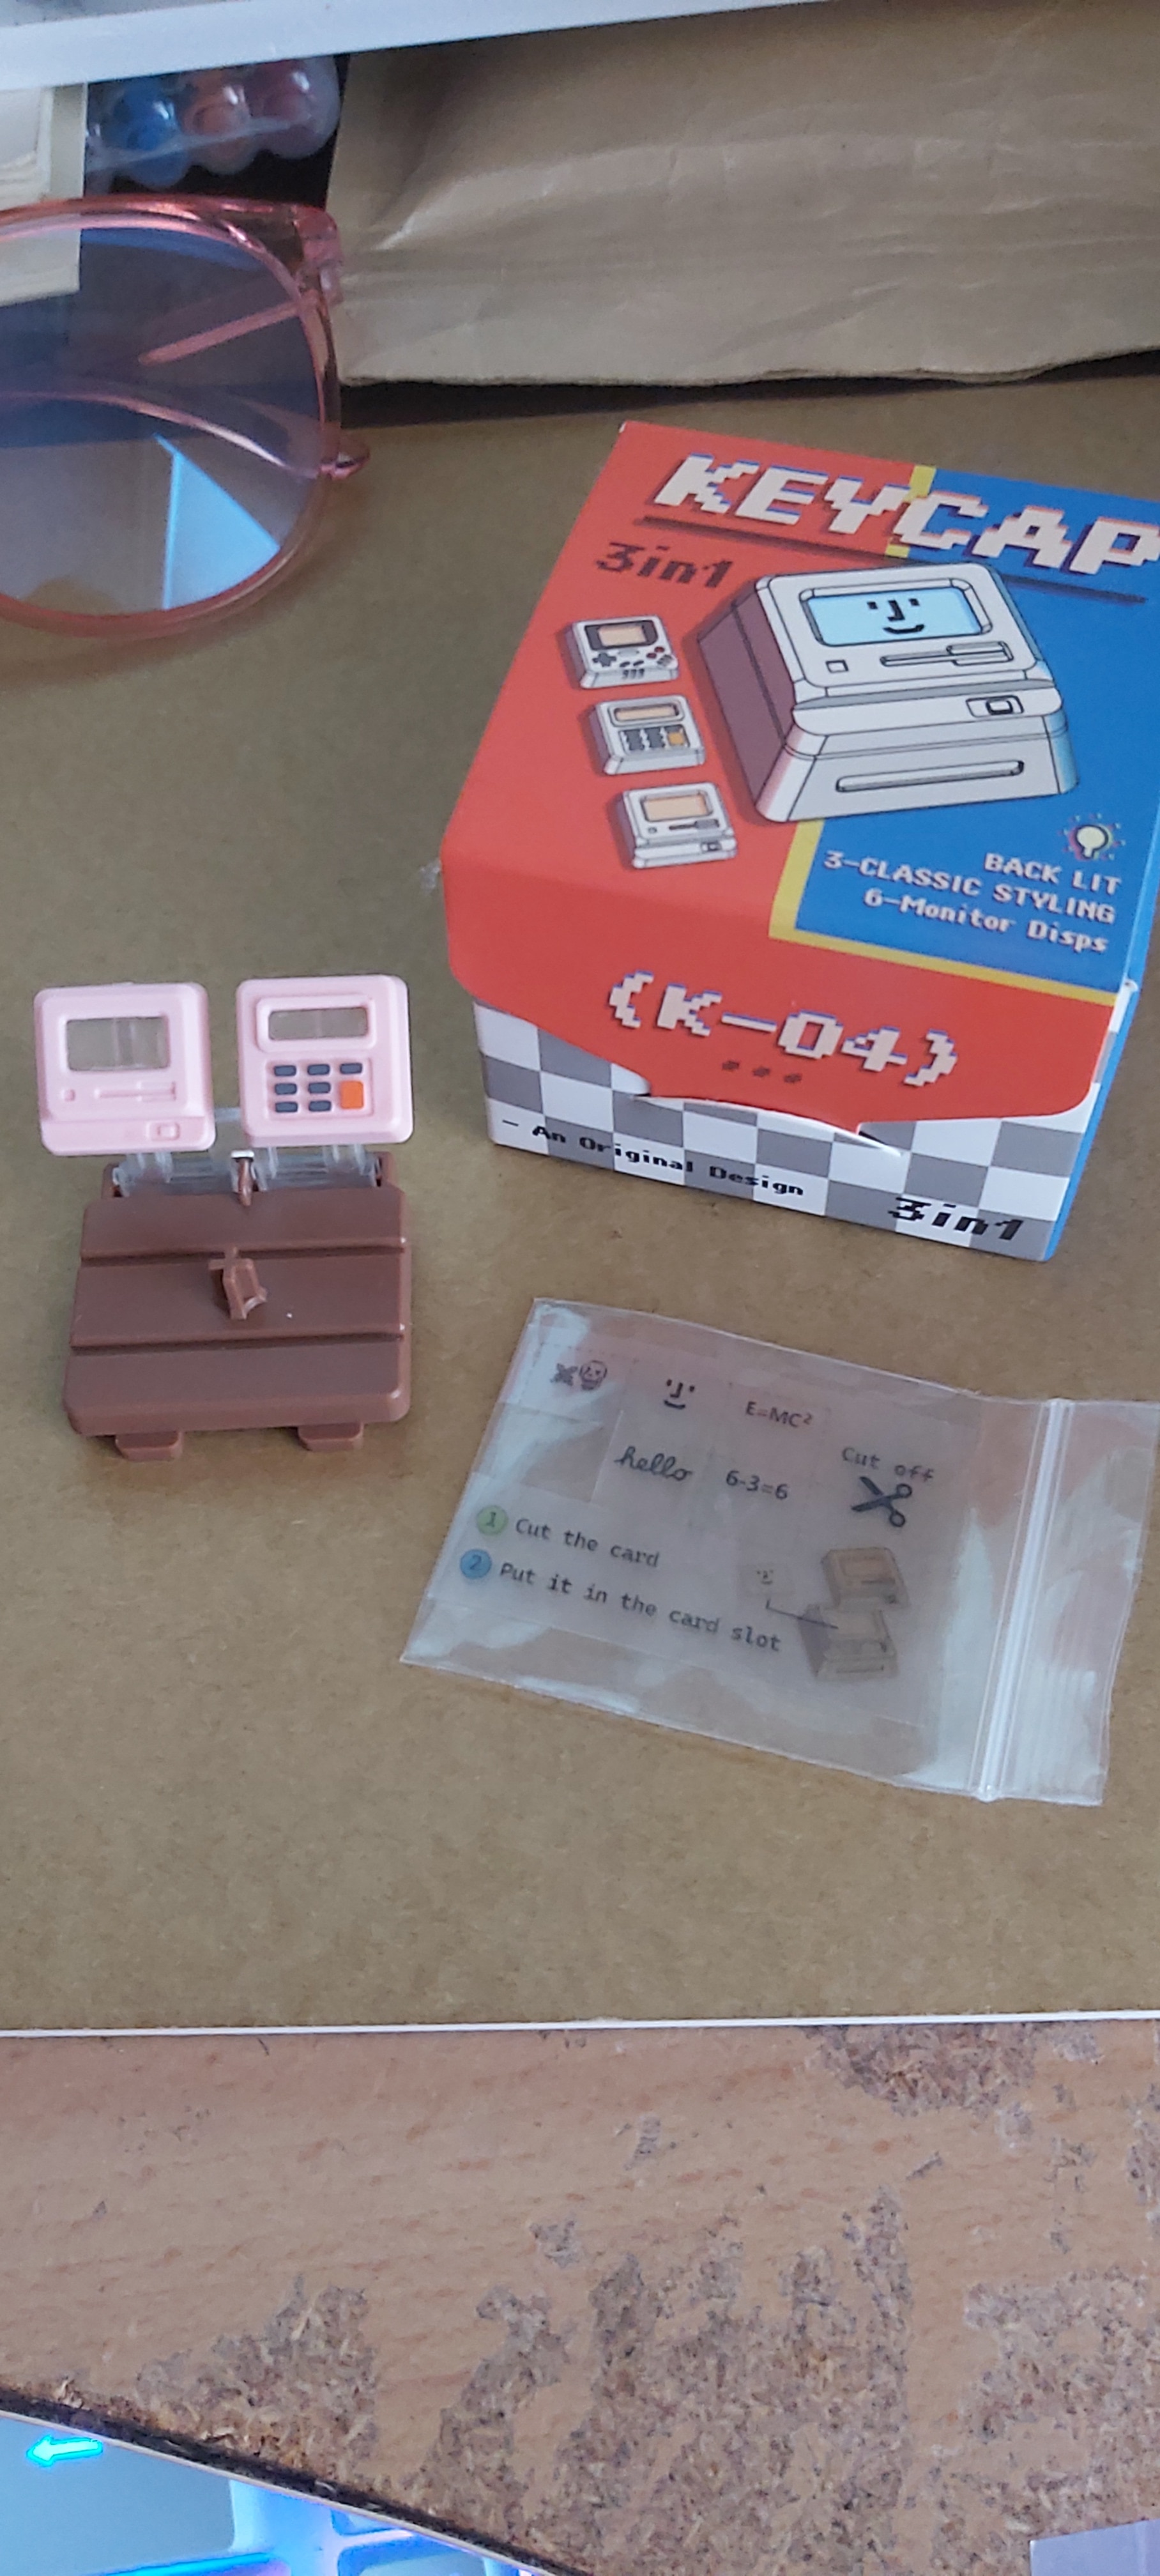 KEYCAP
3in1
BACK LIT
3-CLASSIC STYLING
6-Monitor Disps
(K-04)
- An Original Design
3in1
E=MC²
hello
6-3=6
Cut off
1 Cut the card
2 Put it in the card slot